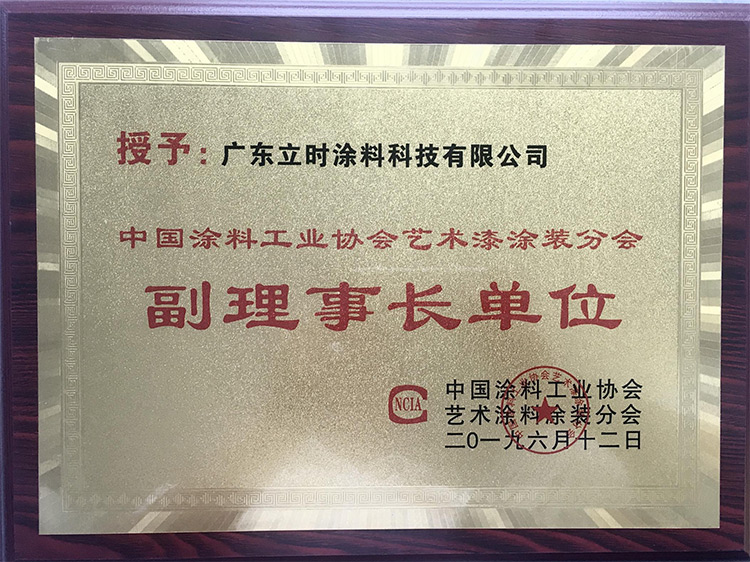 授予：广东立时涂料科技有限公司
中国涂料工业协会艺术漆涂装分会
副理事长单位
NCIA
中国涂料工业协会
艺术涂料涂装分会
二0一九六月十二日